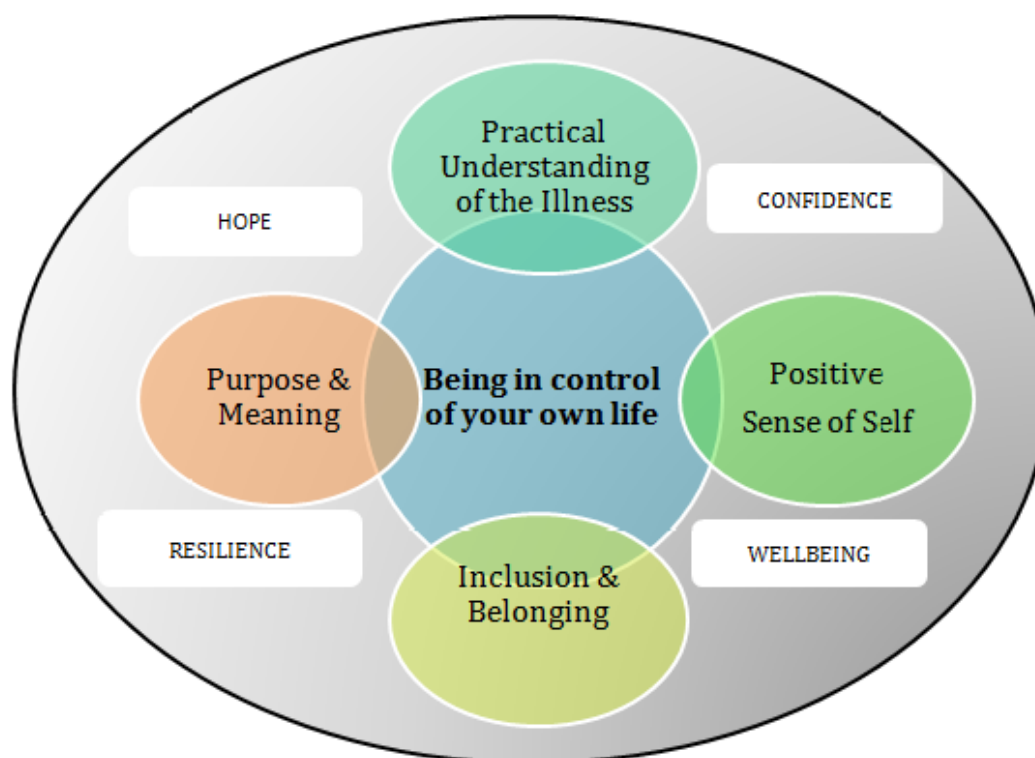 Practical
Understanding
of the Illness
HOPE
CONFIDENCE
Purpose &
Meaning
Being in control
of your own life
Positive
Sense of Self
RESILIENCE
WELLBEING
Inclusion &
Belonging